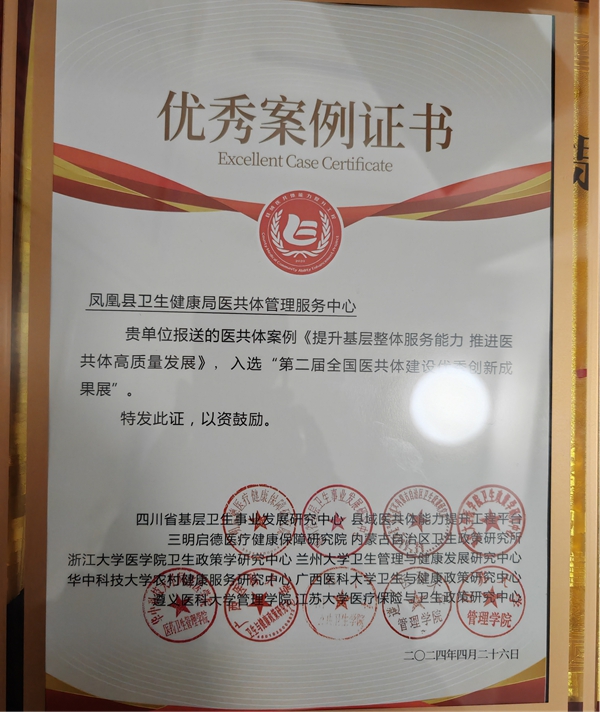 优秀案例证书
Excellent Case Certificate
凤凰县卫生健康局医共体管理服务中心
贵单位报送的医共体案例《提升基层整体服务能力 推进医
共体高质量发展》，入选“第二届全国医共体建设优秀创新成
果展”。
特发此证，以资鼓励。
四川省基层卫生事业发展研究中心 县域医共体能力提升工程平台
三明启德医疗健康保障研究院 内蒙古自治区卫生政策研究所
浙江大学医学院卫生政策学研究中心 兰州大学卫生管理与健康发展研究中心
华中科技大学农村健康服务研究中心 广西医科大学卫生与健康政策研究中心
遵义医科大学管理学院 江苏大学医疗保险与卫生政策研究中心
管理学院
管理学院
二〇二四年四月二十六日